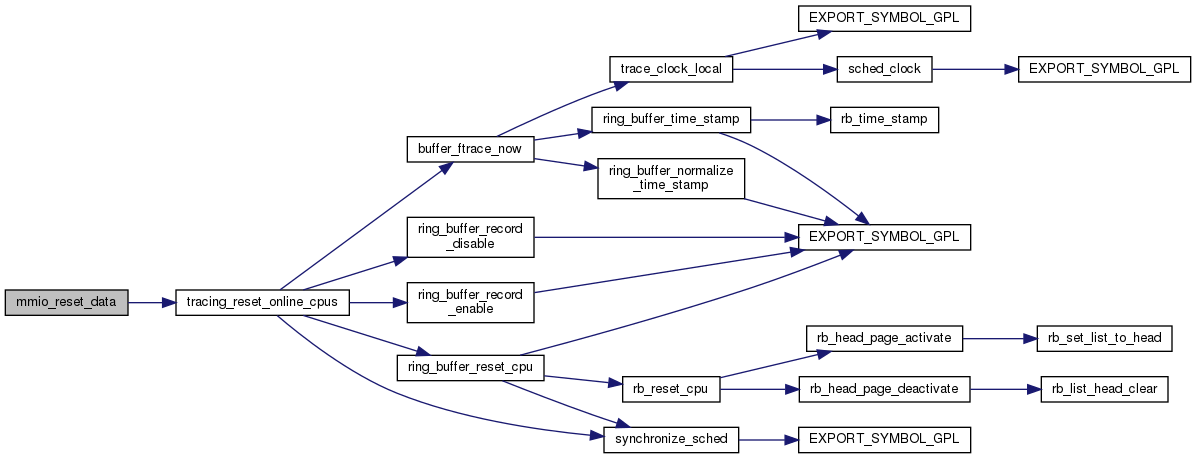 EXPORT_SYMBOL_GPL
trace_clock_local
sched_clock
EXPORT_SYMBOL_GPL
ring_buffer_time_stamp
rb_time_stamp
buffer_ftrace_now
ring_buffer_normalize
_time_stamp
ring_buffer_record
_disable
EXPORT_SYMBOL_GPL
mmio_reset_data
tracing_reset_online_cpus
ring_buffer_record
_enable
rb_head_page_activate
rb_set_list_to_head
ring_buffer_reset_cpu
rb_reset_cpu
rb_head_page_deactivate
rb_list_head_clear
synchronize_sched
EXPORT_SYMBOL_GPL